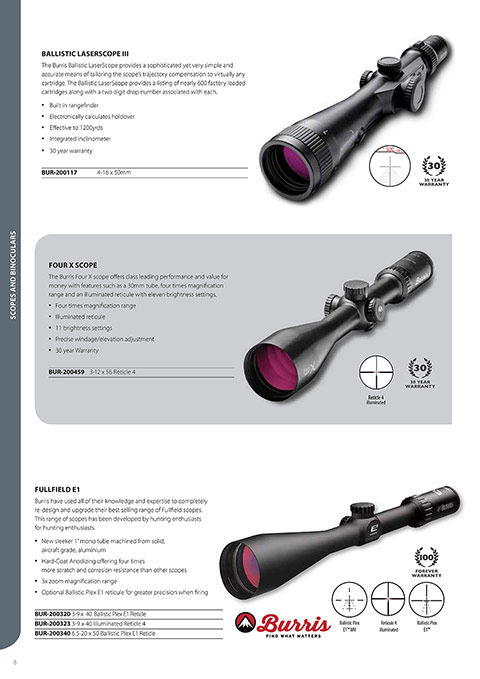 BALLISTIC LASERSCOPE III
The Burris Ballistic LaserScope provides a sophisticated yet very simple and
accurate means of tailoring the scope's trajectory compensation to virtually any
cartridge. The Ballistic LaserScope provides a listing of nearly 600 factory loaded
cartridges along with a two digit drop number associated with each.
• Built in rangefinder
• Electronically calculates holdover
• Effective to 1200yrds
• Integrated inclinometer
• 30 year warranty
BUR-200117 4-16 x 50mm
30
30 YEAR
WARRANTY
SCOPES AND BINOCULARS
FOUR X SCOPE
The Burris Four X scope offers class leading performance and value for
money with features such as a 30mm tube, four times magnification
range and an illuminated reticule with eleven brightness settings.
• Four times magnification range
• Illuminated reticule
• 11 brightness settings
• Precise windage/elevation adjustment
• 30 year Warranty
BUR-200459 3-12 x 56 Reticle 4
Reticle 4
Illuminated
30
30 YEAR
WARRANTY
FULLFIELD E1
Burris have used all of their knowledge and expertise to completely
re-design and upgrade their best selling range of Fullfield scopes.
This range of scopes has been developed by hunting enthusiasts
for hunting enthusiasts.
• New sleeker 1" mono tube machined from solid,
aircraft grade, aluminium
• Hard-Coat Anodizing offering four times
more scratch and corrosion resistance than other scopes
• 3x zoom magnification range
• Optional Ballistic Plex E1 reticule for greater precision when firing
BUR-200320 3-9 x 40 Ballistic Plex E1 Reticle
BUR-200323 3-9 x 40 Illuminated Reticle 4
BUR-200340 6.5-20 x 50 Ballistic Plex E1 Reticle
100
FOREVER
WARRANTY
Burris
FIND WHAT MATTERS
Ballistic Plex
E1™ MV
Reticule 4
Illuminated
Ballistic Plex
E1™
8